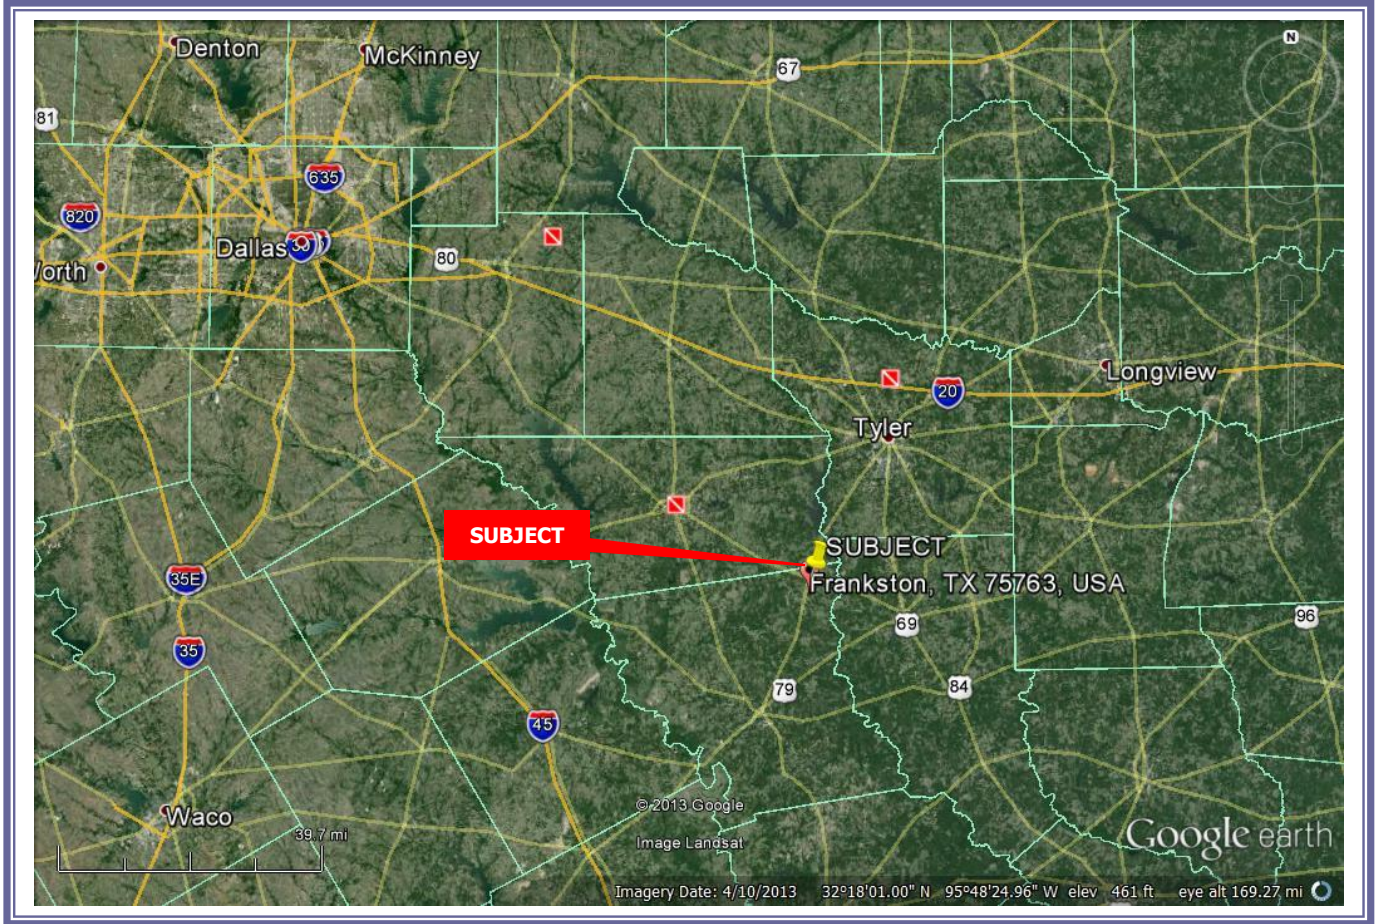 N
Denton
McKinney
67
81
635
820
Dallas
30
80
orth
Longview
20
Tyler
SUBJECT
SUBJECT
Frankston, TX 75763, USA
35E
69
96
35
79
84
45
© 2013 Google
Waco
39.7 mi
Image Landsat
Google earth
Imagery Date: 4/10/2013 32°18'01.00" N 95°48'24.96" W elev 461 ft eye alt 169.27 mi